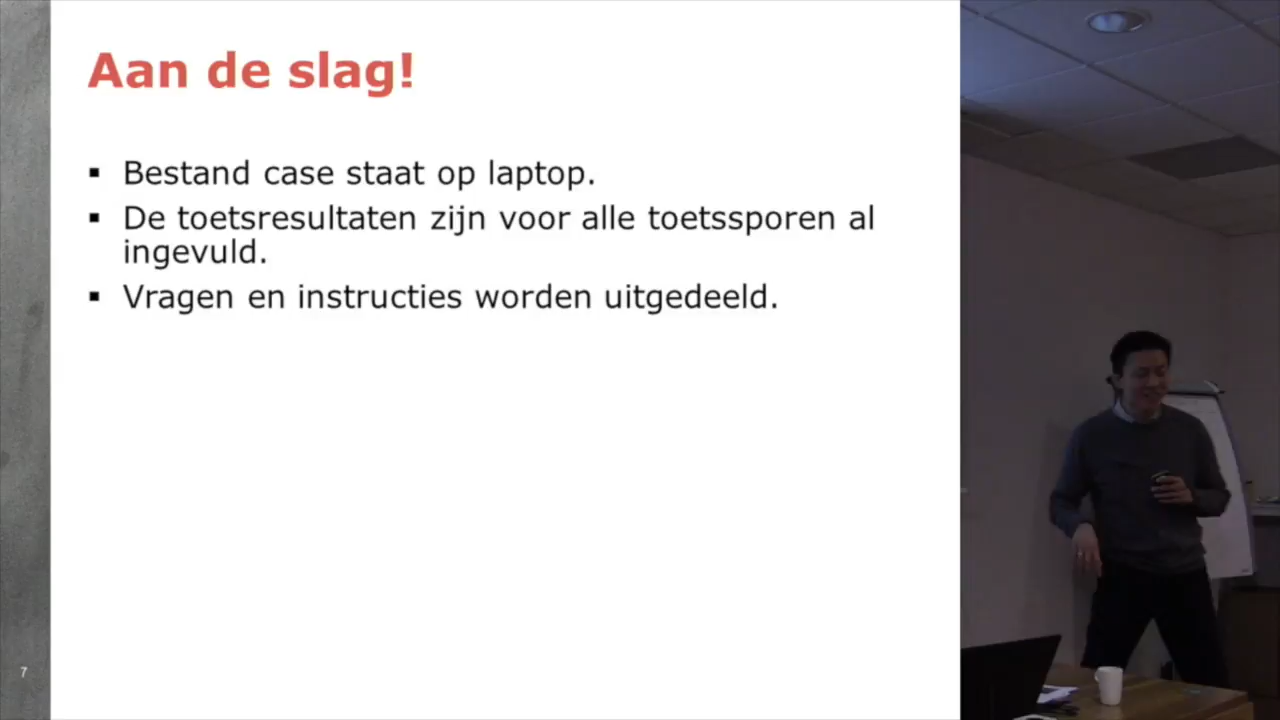 Aan de slag!
▪ Bestand case staat op laptop.
▪ De toetsresultaten zijn voor alle toetssporen al
ingevuld.
▪ Vragen en instructies worden uitgedeeld.
7